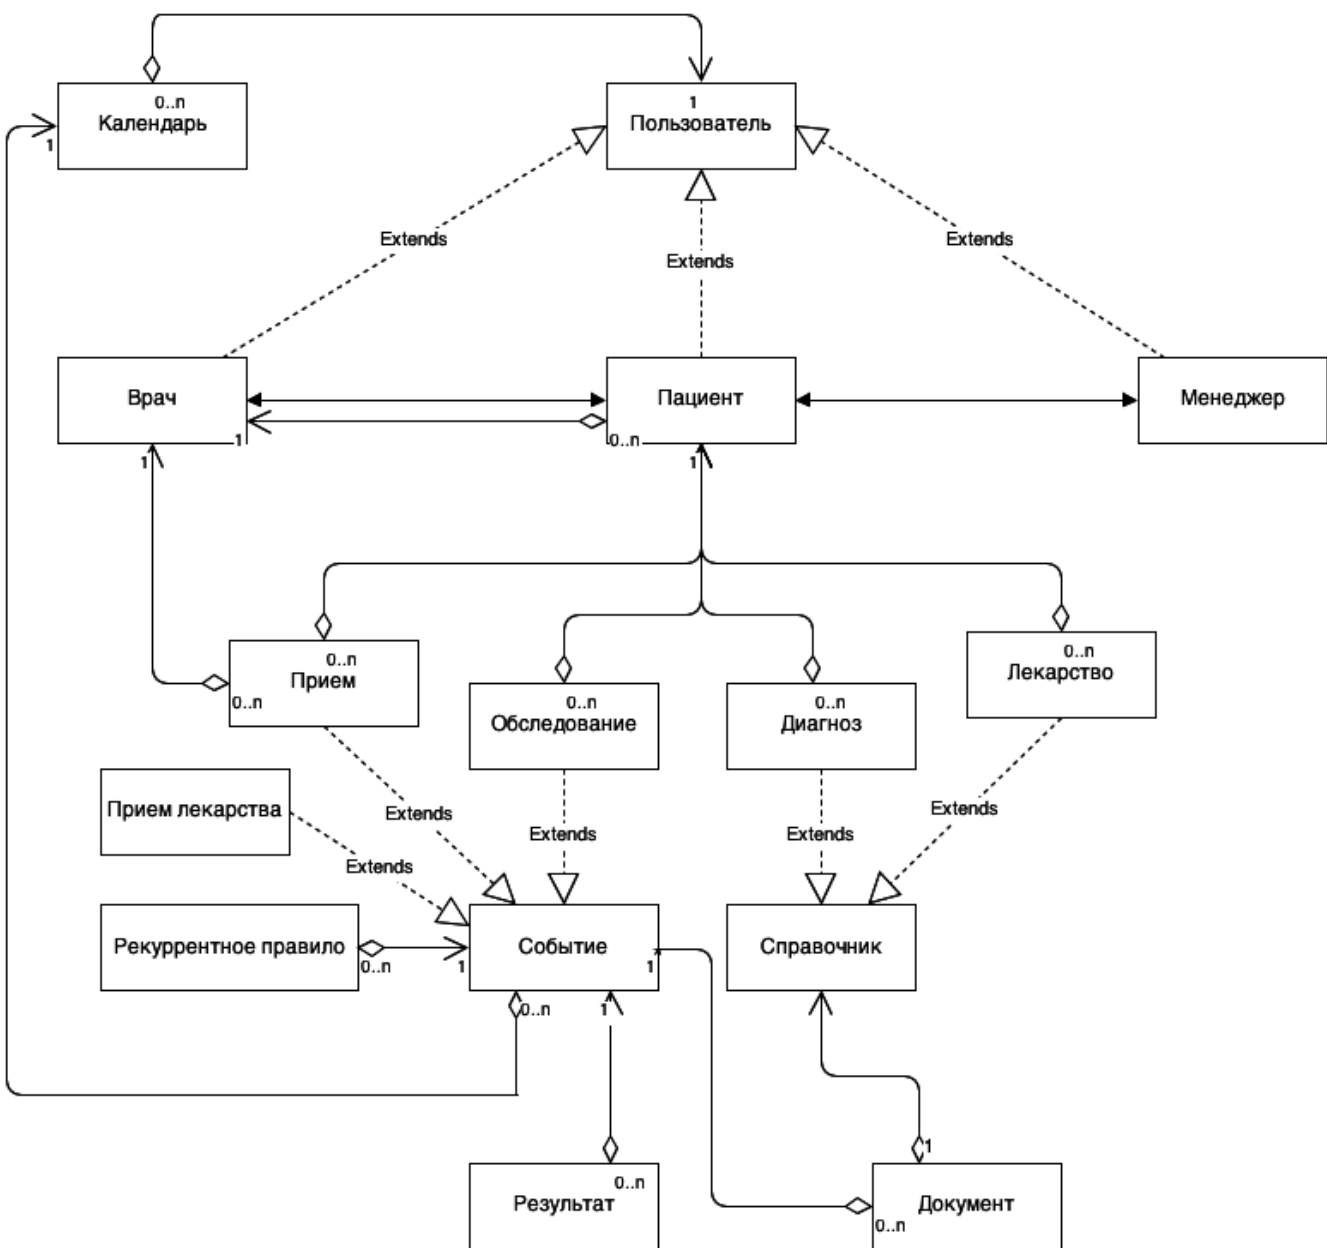 0..n
Календарь
1
1
Пользователь
Extends
Extends
Extends
Врач
Пациент
Менеджер
1
0..n
1
1
0..n
Прием
0..n
0..n
Обследование
0..n
Диагноз
0..n
Лекарство
Прием лекарства
Extends
Extends
Extends
Extends
Extends
Рекуррентное правило
0..n
1
Событие
1
Справочник
0..n
1
1
0..n
Результат
Документ
0..n